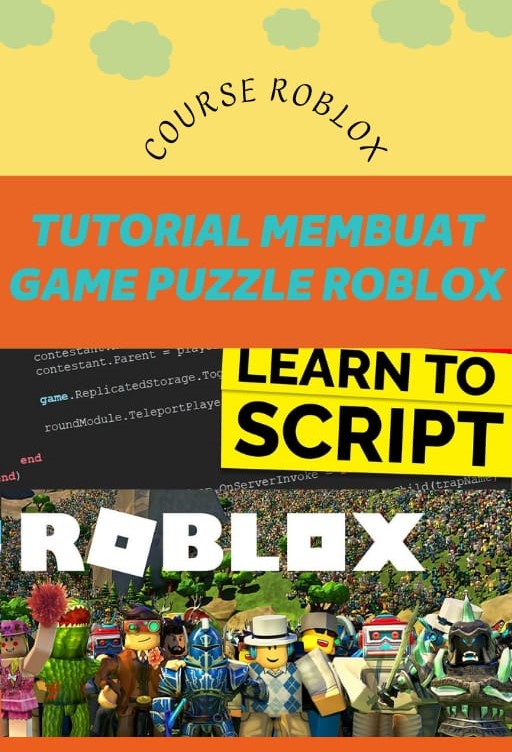 COURSE ROBLOX
TUTORIAL MEMBUAT
GAME PUZZLE ROBLOX
contestant.Parent =
game.ReplicatedStorage.Tog
roundModule.TeleportPlaye
end
nd)
LEARN TO
SCRIPT
.OnServerInvoke
hild(trapName)
ROBLOX